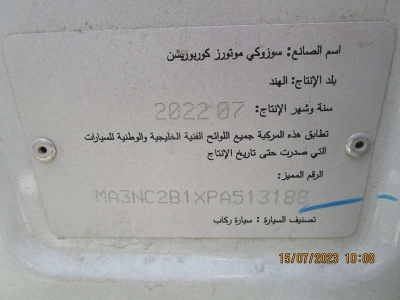 اسم الصانع: سوزوكي موتورز كوربوريشن
بلد الإنتاج: الهند
سنة وشهر الإنتاج: 2022 07
تطابق هذه المركبة جميع اللوائح الفنية الخليجية والوطنية للسيارات
التي صدرت حتى تاريخ الإنتاج
الرقم المميز:
MA3NC2B1XPA513188
تصنيف السيارة : سيارة ركاب
15/07/2023 10:08